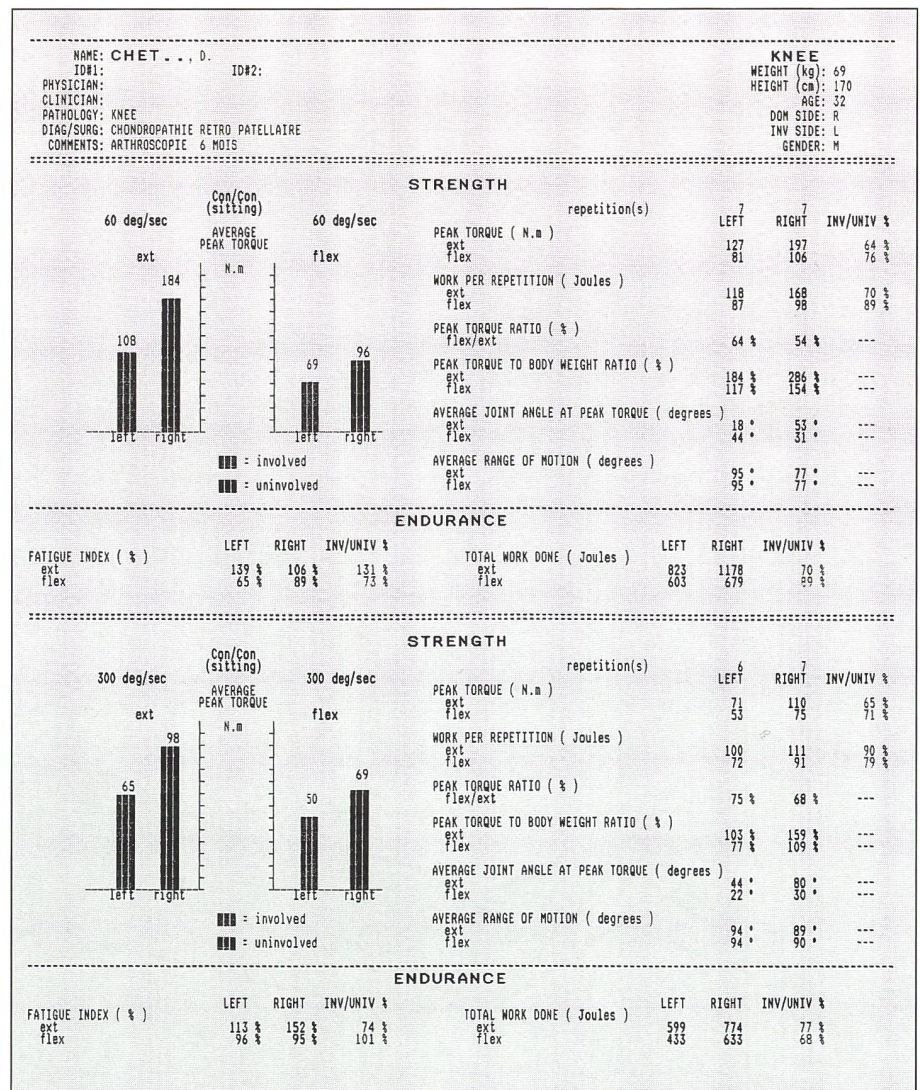 NAME: CHET..., D. KNEE
ID#1: ID#2: WEIGHT (kg): 69
PHYSICIAN: HEIGHT (cm): 170
CLINICIAN: AGE: 32
PATHOLOGY: KNEE DOM SIDE: R
DIAG/SURG: CHONDROPATHIE RETRO PATELLAIRE INV SIDE: L
COMMENTS: ARTHROSCOPIE 6 MOIS GENDER: M
STRENGTH
Con/Con
(sitting)
60 deg/sec 60 deg/sec
AVERAGE
PEAK TORQUE
ext flex
N.m
184
108
69 96
left right left right
= involved
= uninvolved
repetition(s) 7 7
LEFT RIGHT INV/UNIV %
PEAK TORQUE ( N.m )
ext 127 197 64 %
flex 81 106 76 %
WORK PER REPETITION ( Joules )
ext 118 168 70 %
flex 87 98 89 %
PEAK TORQUE RATIO ( % )
flex/ext 64 % 54 % ---
PEAK TORQUE TO BODY WEIGHT RATIO ( % )
ext 184 % 286 % ---
flex 117 % 154 % ---
AVERAGE JOINT ANGLE AT PEAK TORQUE ( degrees )
ext 18 ° 53 ° ---
flex 44 ° 31 ° ---
AVERAGE RANGE OF MOTION ( degrees )
ext 95 ° 77 ° ---
flex 95 ° 77 ° ---
ENDURANCE
LEFT RIGHT INV/UNIV %
FATIGUE INDEX ( % )
ext 139 % 106 % 131 %
flex 65 % 89 % 73 %
LEFT RIGHT INV/UNIV %
TOTAL WORK DONE ( Joules )
ext 823 1178 70 %
flex 603 679 89 %
STRENGTH
Con/Con
(sitting)
300 deg/sec 300 deg/sec
AVERAGE
PEAK TORQUE
ext flex
N.m
98
65
50 69
left right left right
= involved
= uninvolved
repetition(s) 6 7
LEFT RIGHT INV/UNIV %
PEAK TORQUE ( N.m )
ext 71 110 65 %
flex 53 75 71 %
WORK PER REPETITION ( Joules )
ext 100 111 90 %
flex 72 91 79 %
PEAK TORQUE RATIO ( % )
flex/ext 75 % 68 % ---
PEAK TORQUE TO BODY WEIGHT RATIO ( % )
ext 103 % 159 % ---
flex 77 % 109 % ---
AVERAGE JOINT ANGLE AT PEAK TORQUE ( degrees )
ext 44 ° 80 ° ---
flex 22 ° 30 ° ---
AVERAGE RANGE OF MOTION ( degrees )
ext 94 ° 89 ° ---
flex 94 ° 90 ° ---
ENDURANCE
LEFT RIGHT INV/UNIV %
FATIGUE INDEX ( % )
ext 113 % 152 % 74 %
flex 96 % 95 % 101 %
LEFT RIGHT INV/UNIV %
TOTAL WORK DONE ( Joules )
ext 599 774 77 %
flex 433 633 68 %